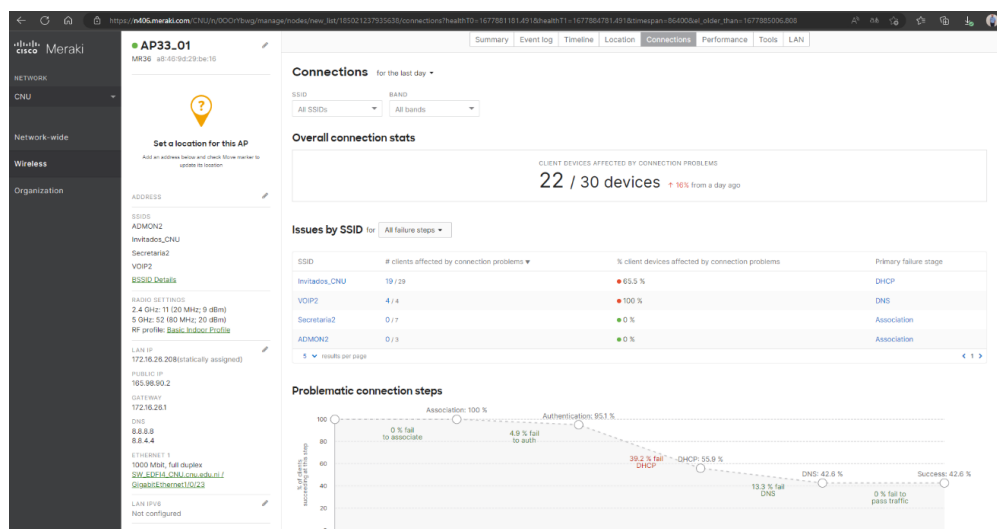 https://n406.meraki.com/CNU/n/0OOrYbwg/manage/nodes/new_list/185021237935638/connections?healthT0=1677881181.491&healthT1=1677884781.491&timespan=86400&el_older_than=1677885006.808
cisco Meraki
NETWORK
CNU
Network-wide
Wireless
Organization
AP33_01
MR36 a8:46:9d:29:be:16
?
Set a location for this AP
Add an address below and check Move marker to
update its location
ADDRESS
SSIDS
ADMON2
Invitados_CNU
Secretaria2
VOIP2
BSSID Details
RADIO SETTINGS
2.4 GHz: 11 (20 MHz; 9 dBm)
5 GHz: 52 (80 MHz; 20 dBm)
RF profile: Basic Indoor Profile
LAN IP
172.16.26.208(statically assigned)
PUBLIC IP
165.98.90.2
GATEWAY
172.16.26.1
DNS
8.8.8.8
8.8.4.4
ETHERNET 1
1000 Mbit, full duplex
SW_EDFI4_CNU.cnu.edu.ni /
GigabitEthernet1/0/23
LAN IPV6
Not configured
Summary Event log Timeline Location Connections Performance Tools LAN
Connections for the last day
SSID BAND
All SSIDs All bands
Overall connection stats
CLIENT DEVICES AFFECTED BY CONNECTION PROBLEMS
22 / 30 devices ↑ 16% from a day ago
Issues by SSID for All failure steps
SSID # clients affected by connection problems ▼ % client devices affected by connection problems Primary failure stage
Invitados_CNU 19 / 29 65.5 % DHCP
VOIP2 4 / 4 100 % DNS
Secretaria2 0 / 7 0 % Association
ADMON2 0 / 3 0 % Association
5 results per page < 1 >
Problematic connection steps
% of clients
succeeding at this step
100
80
60
40
20
0
Association: 100 %
0 % fail
to associate
Authentication: 95.1 %
4.9 % fail
to auth
39.2 % fail
DHCP
DHCP: 55.9 %
13.3 % fail
DNS
DNS: 42.6 %
0 % fail to
pass traffic
Success: 42.6 %